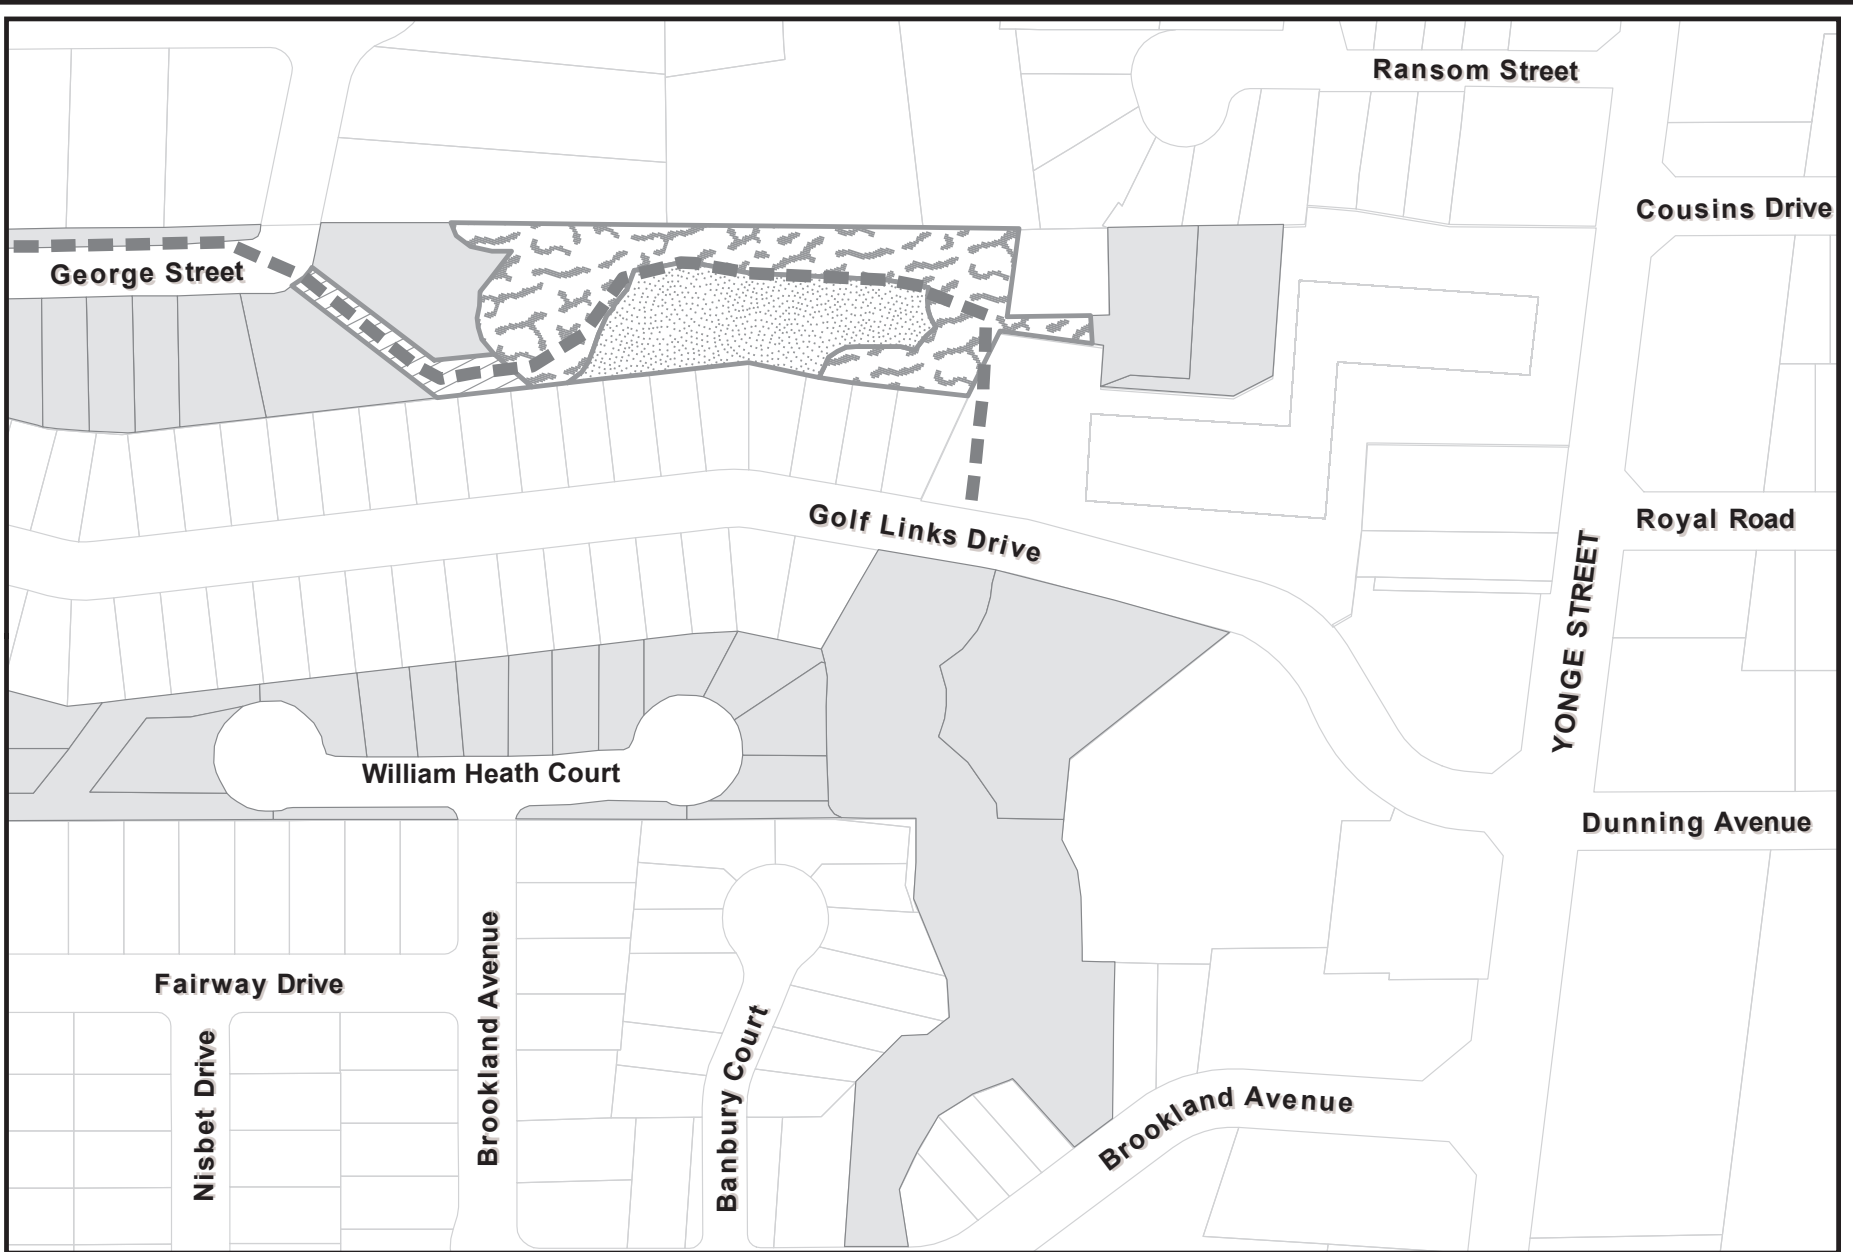 Ransom Street
Cousins Drive
George Street
Golf Links Drive
Royal Road
YONGE STREET
William Heath Court
Dunning Avenue
Fairway Drive
Nisbet Drive
Brookland Avenue
Banbury Court
Brookland Avenue